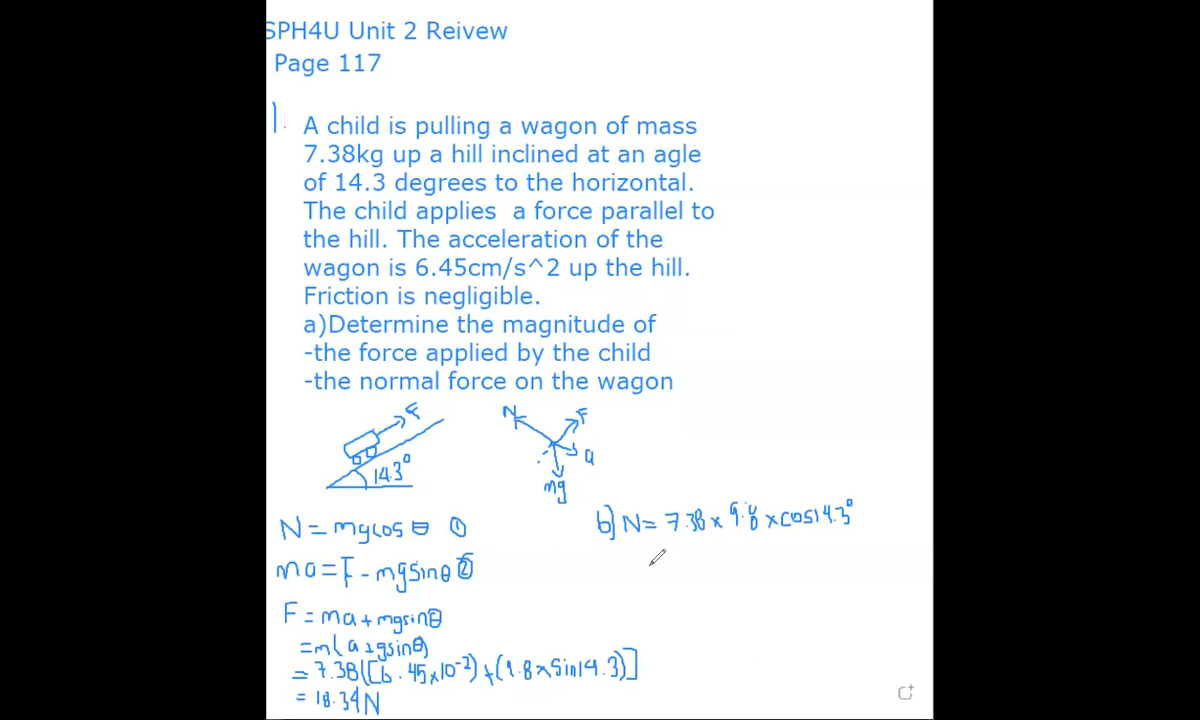 SPH4U Unit 2 Reivew
Page 117
1. A child is pulling a wagon of mass
7.38kg up a hill inclined at an agle
of 14.3 degrees to the horizontal.
The child applies a force parallel to
the hill. The acceleration of the
wagon is 6.45cm/s^2 up the hill.
Friction is negligible.
a)Determine the magnitude of
-the force applied by the child
-the normal force on the wagon
F
14.3°
N F
a
mg
N = mgcos θ ①
ma = F - mgsinθ ②
F = ma + mgsinθ
= m(a + gsinθ)
= 7.38([6.45×10⁻²) + (9.8×Sin14.3)]
= 18.34N
b] N = 7.38 × 9.8 × cos14.3°